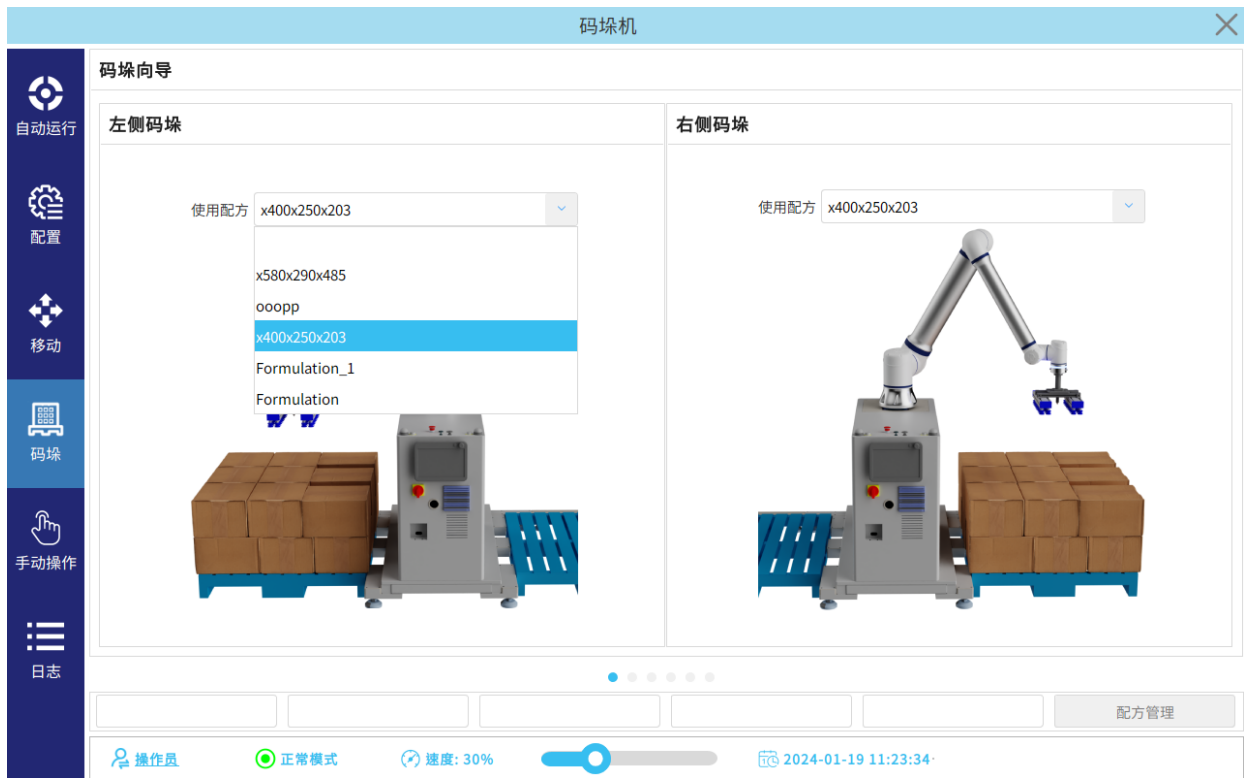 码垛机
自动运行
配置
移动
码垛
手动操作
日志
码垛向导
左侧码垛
使用配方 x400x250x203
x580x290x485
ooopp
x400x250x203
Formulation_1
Formulation
右侧码垛
使用配方 x400x250x203
配方管理
操作员 正常模式 速度: 30% 2024-01-19 11:23:34